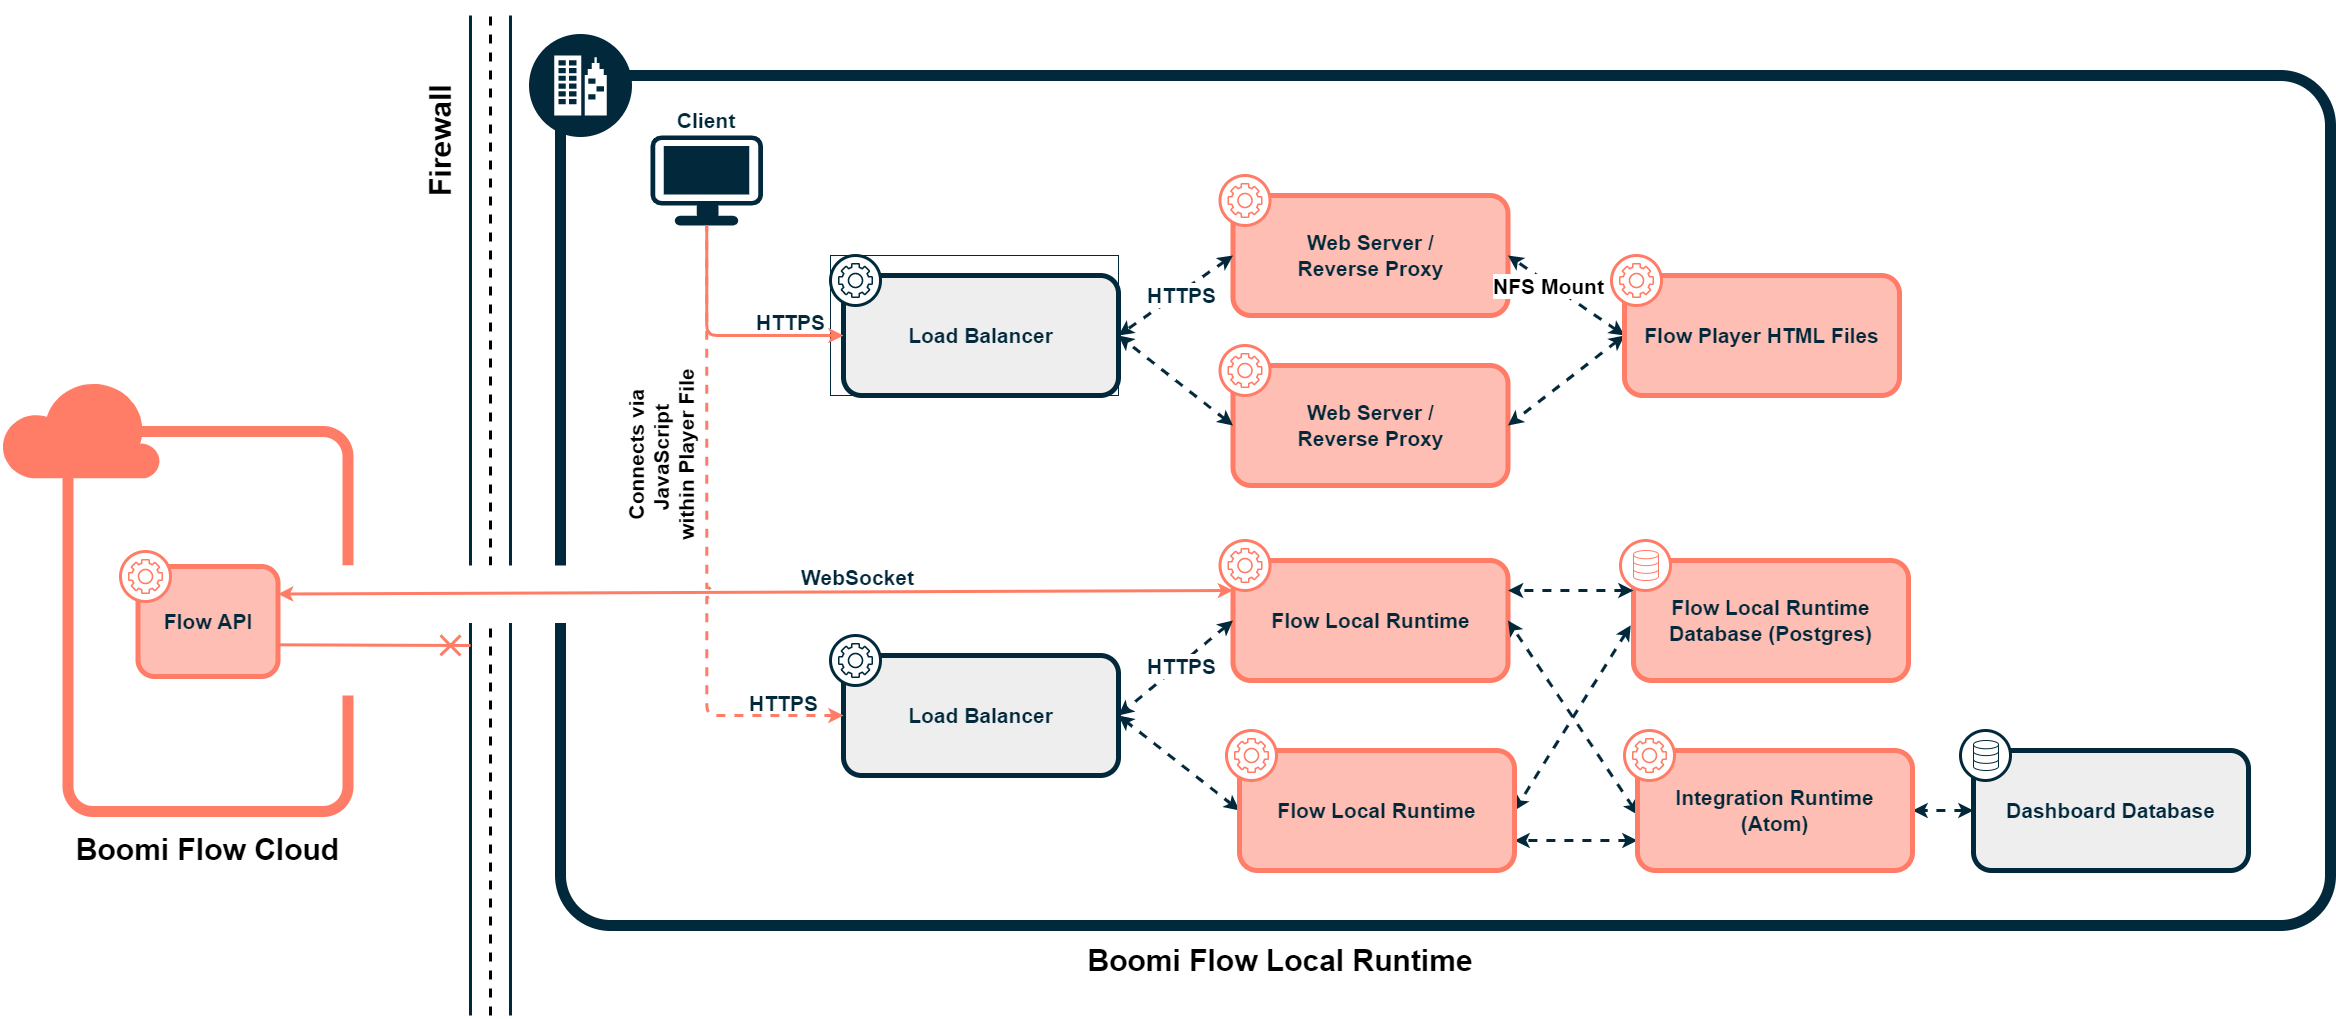 Firewall
Client
HTTPS
Load Balancer
HTTPS
Web Server /
Reverse Proxy
NFS Mount
Flow Player HTML Files
Web Server /
Reverse Proxy
Connects via
JavaScript
within Player File
WebSocket
Flow API
Flow Local Runtime
Flow Local Runtime
Database (Postgres)
HTTPS
HTTPS
Load Balancer
Flow Local Runtime
Integration Runtime
(Atom)
Dashboard Database
Boomi Flow Cloud
Boomi Flow Local Runtime